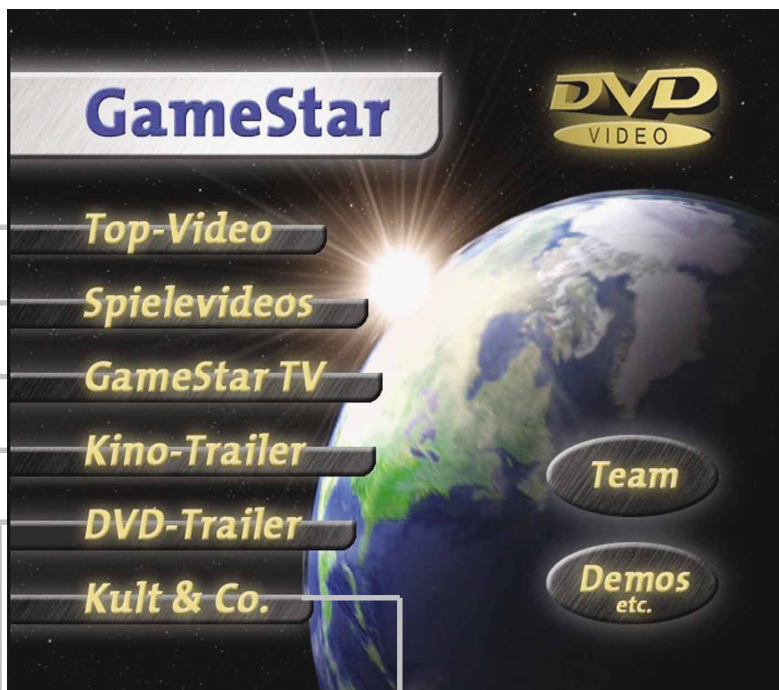 GameStar
DVD
VIDEO
Top-Video
Spielevideos
GameStar TV
Kino-Trailer
DVD-Trailer
Kult & Co.
Team
Demos
etc.